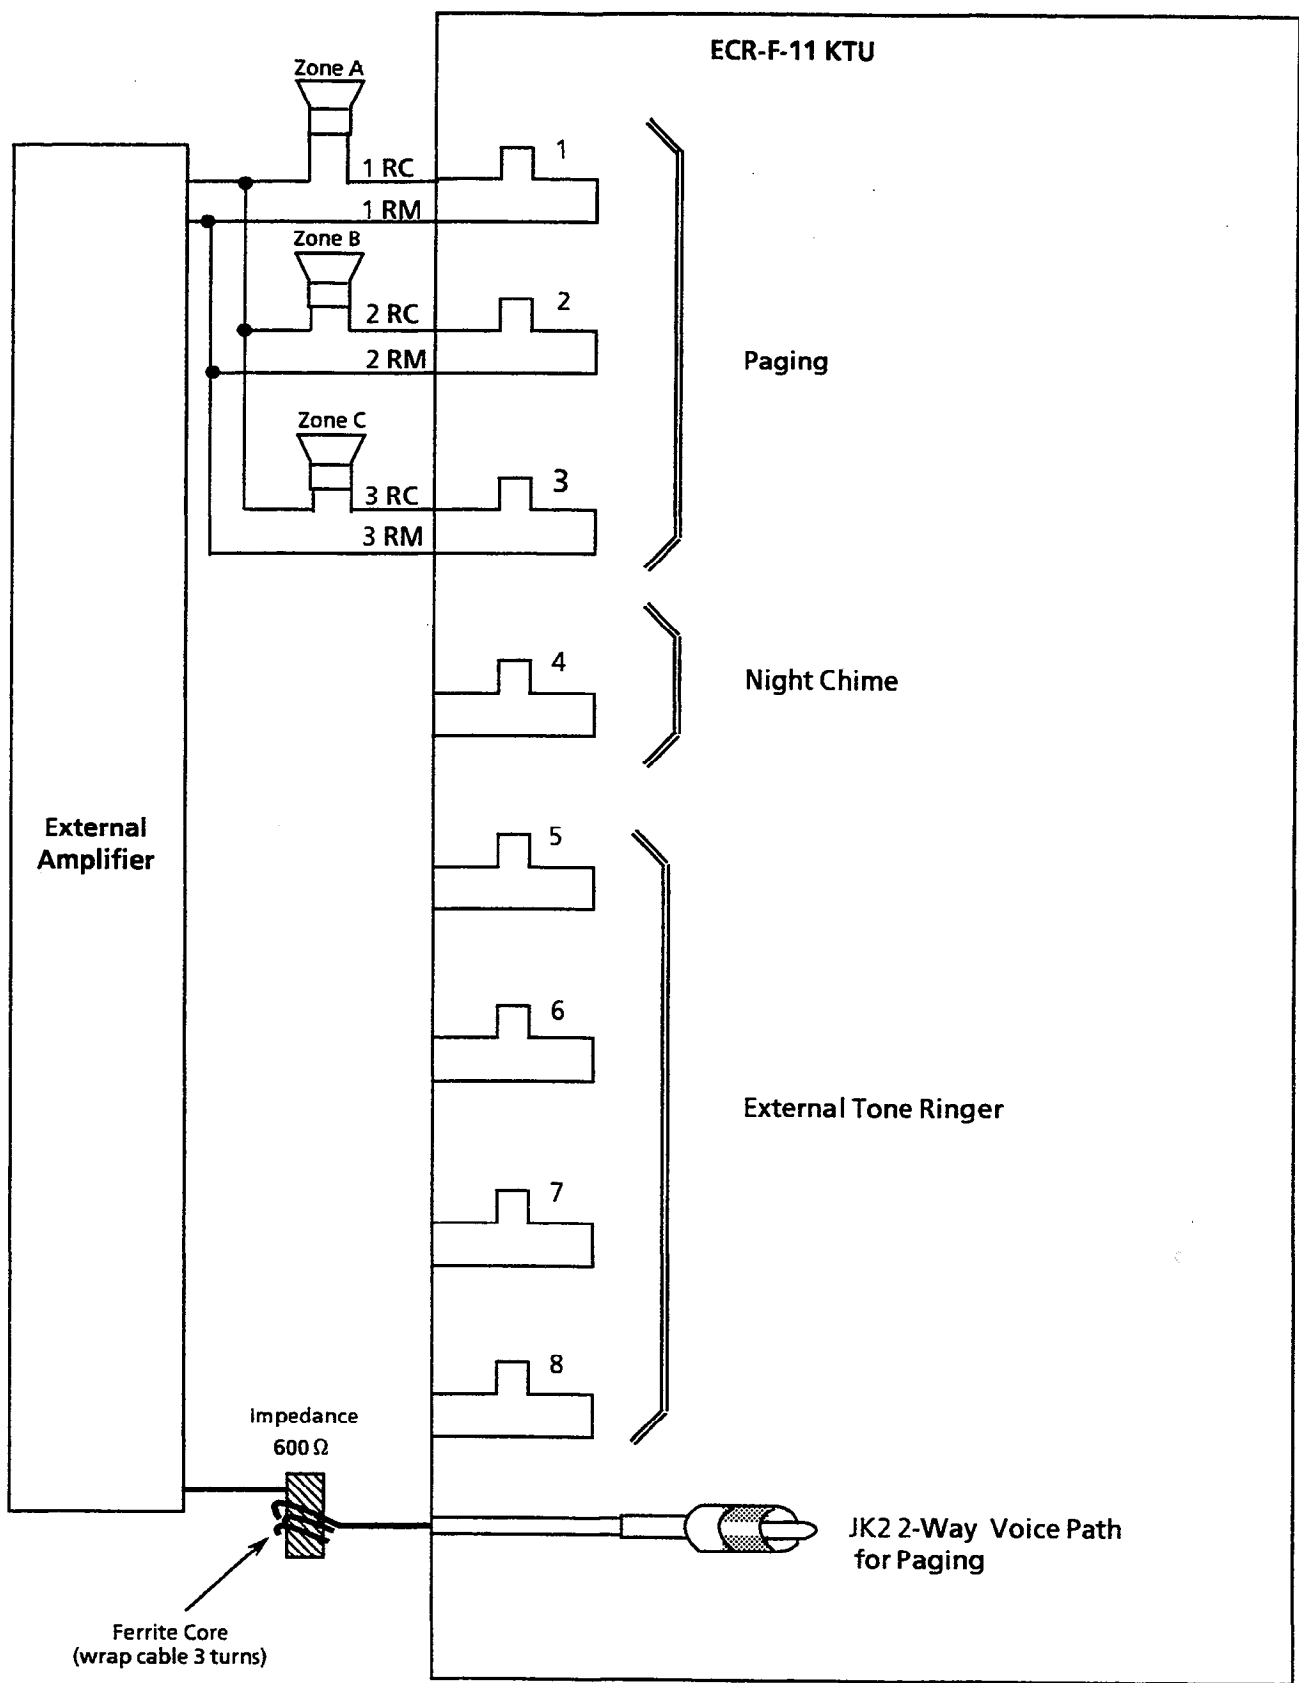 ECR-F-11 KTU
Zone A
1 RC
1
1 RM
Zone B
2 RC
2
2 RM
Paging
Zone C
3 RC
3
3 RM
4
Night Chime
External
Amplifier
5
6
External Tone Ringer
7
8
Impedance
600 Ω
JK2 2-Way Voice Path
for Paging
Ferrite Core
(wrap cable 3 turns)